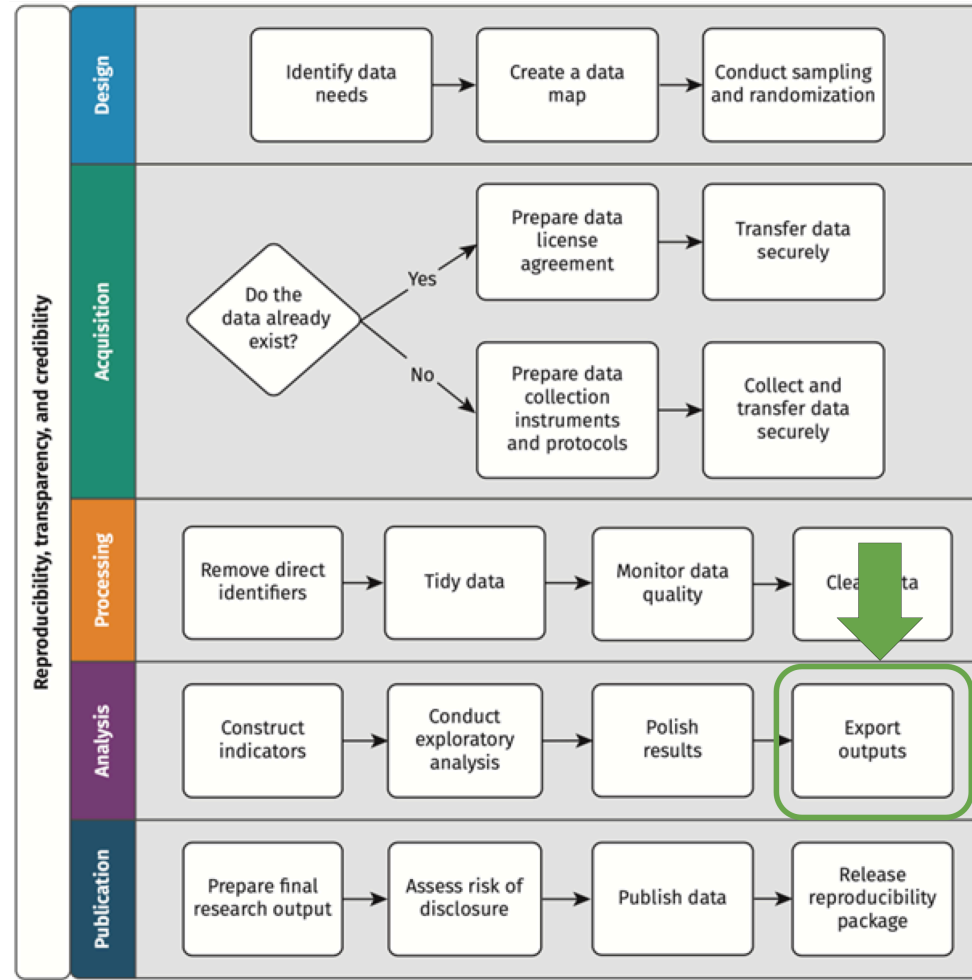 Reproducibility, transparency, and credibility
Design
Identify data
needs
Create a data
map
Conduct sampling
and randomization
Acquisition
Do the
data already
exist?
Yes
No
Prepare data
license
agreement
Transfer data
securely
Prepare data
collection
instruments
and protocols
Collect and
transfer data
securely
Processing
Remove direct
identifiers
Tidy data
Monitor data
quality
Analysis
Construct
indicators
Conduct
exploratory
analysis
Polish
results
Export
outputs
Publication
Prepare final
research output
Assess risk of
disclosure
Publish data
Release
reproducibility
package